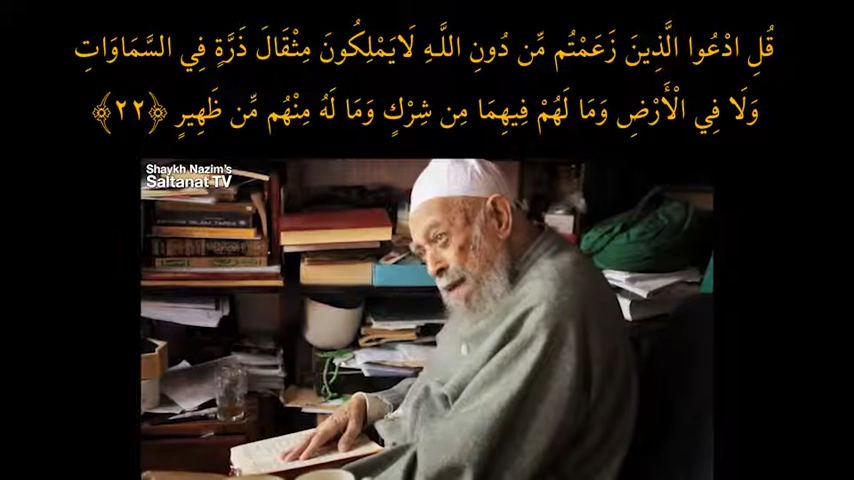 قُلِ ادْعُوا الَّذِينَ زَعَمْتُم مِّن دُونِ اللَّهِ لَايَمْلِكُونَ مِثْقَالَ ذَرَّةٍ فِي السَّمَاوَاتِ
وَلَا فِي الْأَرْضِ وَمَا لَهُمْ فِيهِمَا مِن شِرْكٍ وَمَا لَهُ مِنْهُم مِّن ظَهِيرٍ ﴿٢٢﴾
Shaykh Nazim's
Saltanat TV